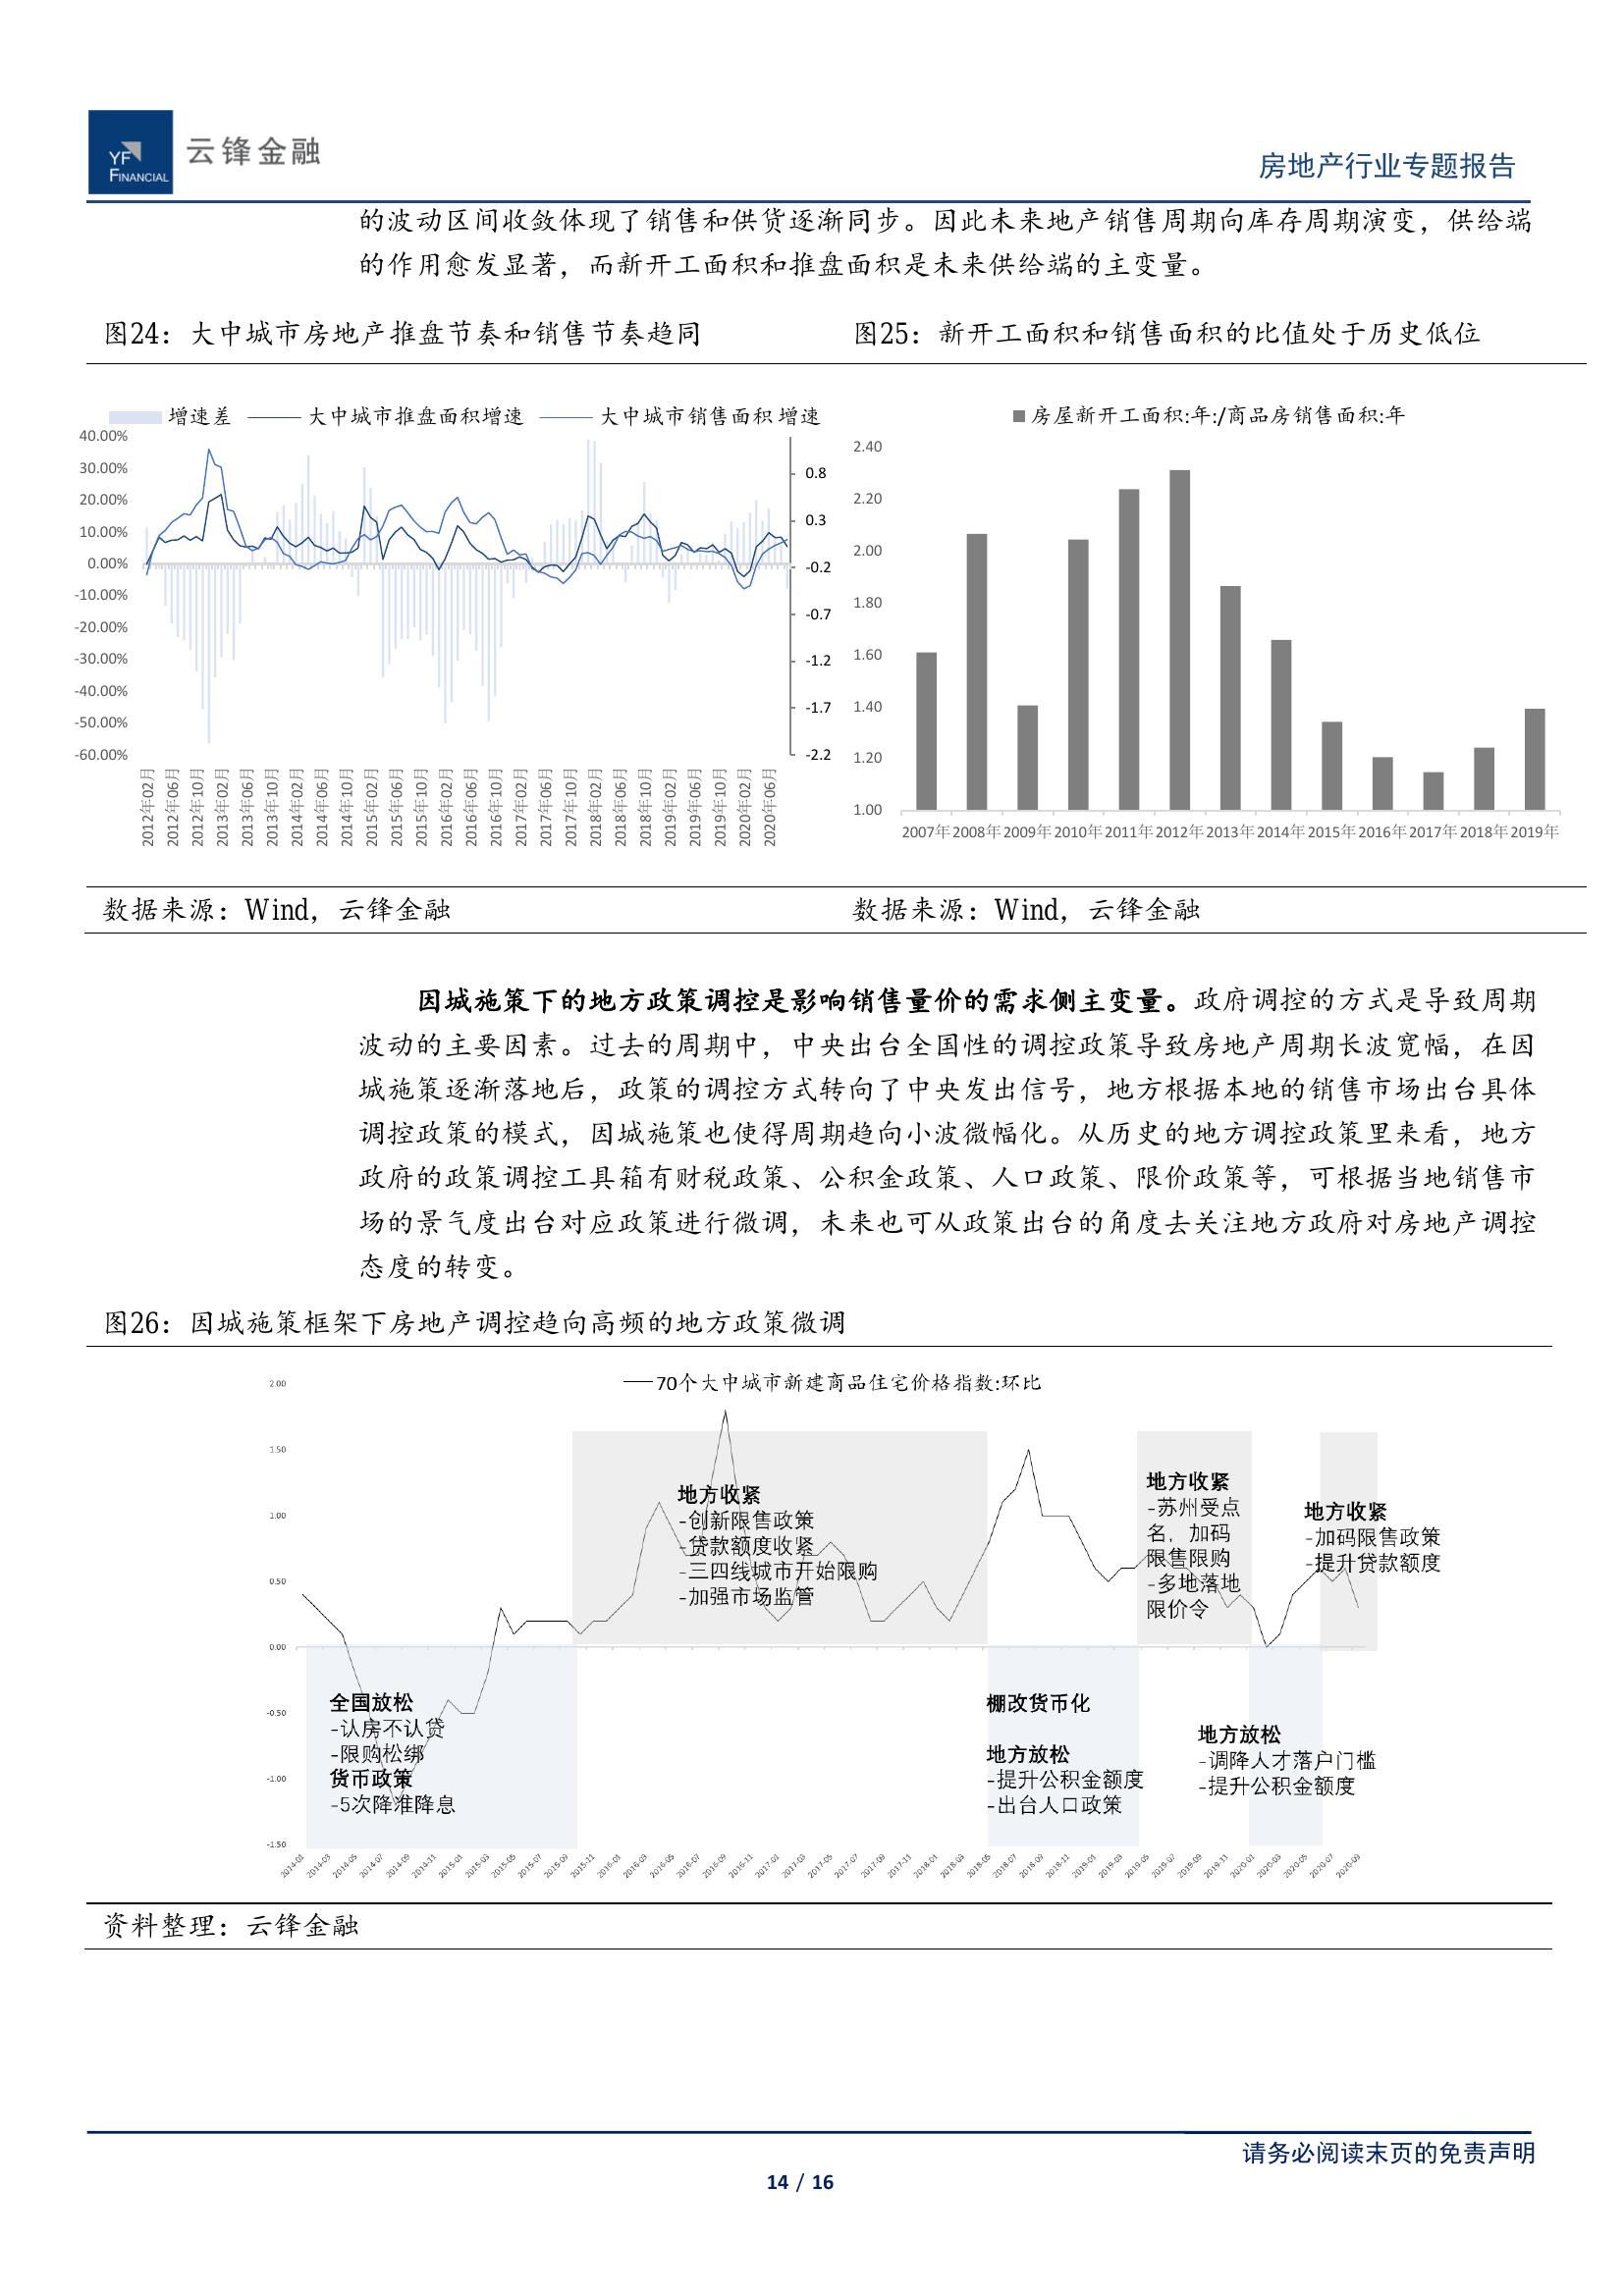 YF
FINANCIAL
云锋金融
房地产行业专题报告
的波动区间收敛体现了销售和供货逐渐同步。因此未来地产销售周期向库存周期演变，供给端
的作用愈发显著，而新开工面积和推盘面积是未来供给端的主变量。
图24：大中城市房地产推盘节奏和销售节奏趋同
增速差 大中城市推盘面积增速 大中城市销售面积 增速
40.00%
30.00%
20.00%
10.00%
0.00%
-10.00%
-20.00%
-30.00%
-40.00%
-50.00%
-60.00%
0.8
0.3
-0.2
-0.7
-1.2
-1.7
-2.2
2012年02月
2012年06月
2012年10月
2013年02月
2013年06月
2013年10月
2014年02月
2014年06月
2014年10月
2015年02月
2015年06月
2015年10月
2016年02月
2016年06月
2016年10月
2017年02月
2017年06月
2017年10月
2018年02月
2018年06月
2018年10月
2019年02月
2019年06月
2019年10月
2020年02月
2020年06月
数据来源：Wind，云锋金融
图25：新开工面积和销售面积的比值处于历史低位
房屋新开工面积:年:/商品房销售面积:年
2.40
2.20
2.00
1.80
1.60
1.40
1.20
1.00
2007年 2008年 2009年 2010年 2011年 2012年 2013年 2014年 2015年 2016年 2017年 2018年 2019年
数据来源：Wind，云锋金融
因城施策下的地方政策调控是影响销售量价的需求侧主变量。政府调控的方式是导致周期
波动的主要因素。过去的周期中，中央出台全国性的调控政策导致房地产周期长波宽幅，在因
城施策逐渐落地后，政策的调控方式转向了中央发出信号，地方根据本地的销售市场出台具体
调控政策的模式，因城施策也使得周期趋向小波微幅化。从历史的地方调控政策里来看，地方
政府的政策调控工具箱有财税政策、公积金政策、人口政策、限价政策等，可根据当地销售市
场的景气度出台对应政策进行微调，未来也可从政策出台的角度去关注地方政府对房地产调控
态度的转变。
图26：因城施策框架下房地产调控趋向高频的地方政策微调
70个大中城市新建商品住宅价格指数:环比
2.00
1.50
1.00
0.50
0.00
-0.50
-1.00
-1.50
全国放松
-认房不认贷
-限购松绑
货币政策
-5次降准降息
地方收紧
-创新限售政策
-贷款额度收紧
-三四线城市开始限购
-加强市场监管
棚改货币化
地方放松
-提升公积金额度
-出台人口政策
地方收紧
-苏州受点
名，加码
限售限购
-多地落地
限价令
地方放松
-调降人才落户门槛
-提升公积金额度
地方收紧
-加码限售政策
-提升贷款额度
2014-01
2014-03
2014-05
2014-07
2014-09
2014-11
2015-01
2015-03
2015-05
2015-07
2015-09
2015-11
2016-01
2016-03
2016-05
2016-07
2016-09
2016-11
2017-01
2017-03
2017-05
2017-07
2017-09
2017-11
2018-01
2018-03
2018-05
2018-07
2018-09
2018-11
2019-01
2019-03
2019-05
2019-07
2019-09
2019-11
2020-01
2020-03
2020-05
2020-07
2020-09
资料整理：云锋金融
请务必阅读末页的免责声明
14 / 16